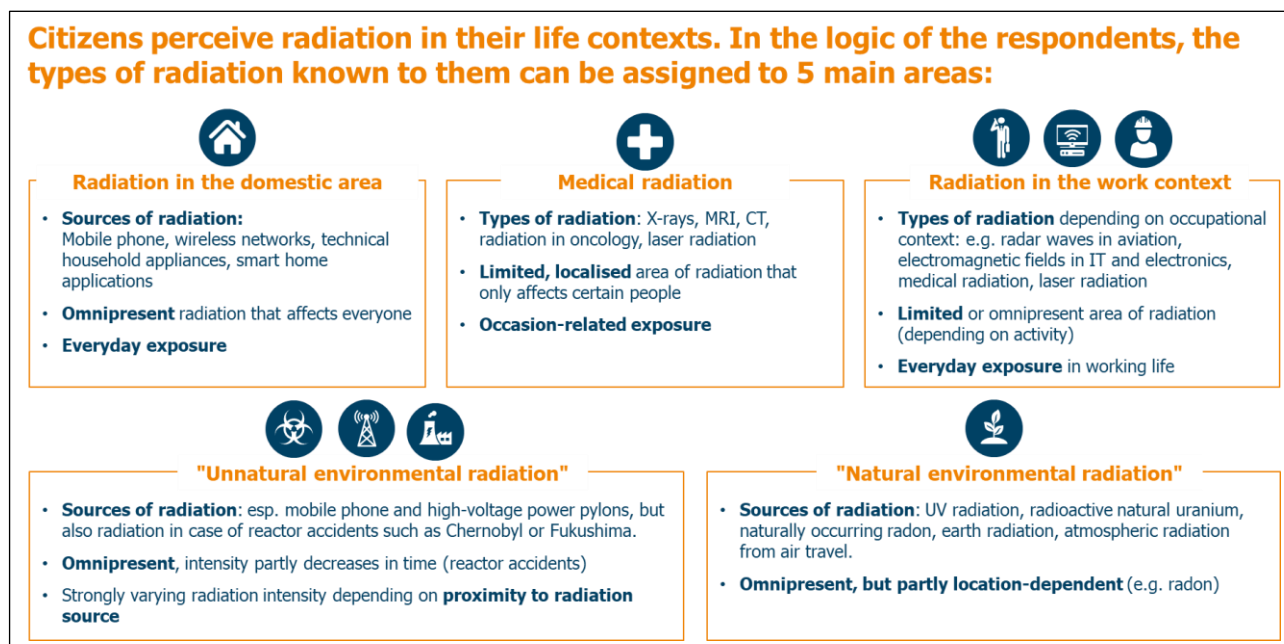 Citizens perceive radiation in their life contexts. In the logic of the respondents, the
types of radiation known to them can be assigned to 5 main areas:
Radiation in the domestic area
• Sources of radiation:
Mobile phone, wireless networks, technical
household appliances, smart home
applications
• Omnipresent radiation that affects everyone
• Everyday exposure
Medical radiation
• Types of radiation: X-rays, MRI, CT,
radiation in oncology, laser radiation
• Limited, localised area of radiation that
only affects certain people
• Occasion-related exposure
Radiation in the work context
• Types of radiation depending on occupational
context: e.g. radar waves in aviation,
electromagnetic fields in IT and electronics,
medical radiation, laser radiation
• Limited or omnipresent area of radiation
(depending on activity)
• Everyday exposure in working life
"Unnatural environmental radiation"
• Sources of radiation: esp. mobile phone and high-voltage power pylons, but
also radiation in case of reactor accidents such as Chernobyl or Fukushima.
• Omnipresent, intensity partly decreases in time (reactor accidents)
• Strongly varying radiation intensity depending on proximity to radiation
source
"Natural environmental radiation"
• Sources of radiation: UV radiation, radioactive natural uranium,
naturally occurring radon, earth radiation, atmospheric radiation
from air travel.
• Omnipresent, but partly location-dependent (e.g. radon)